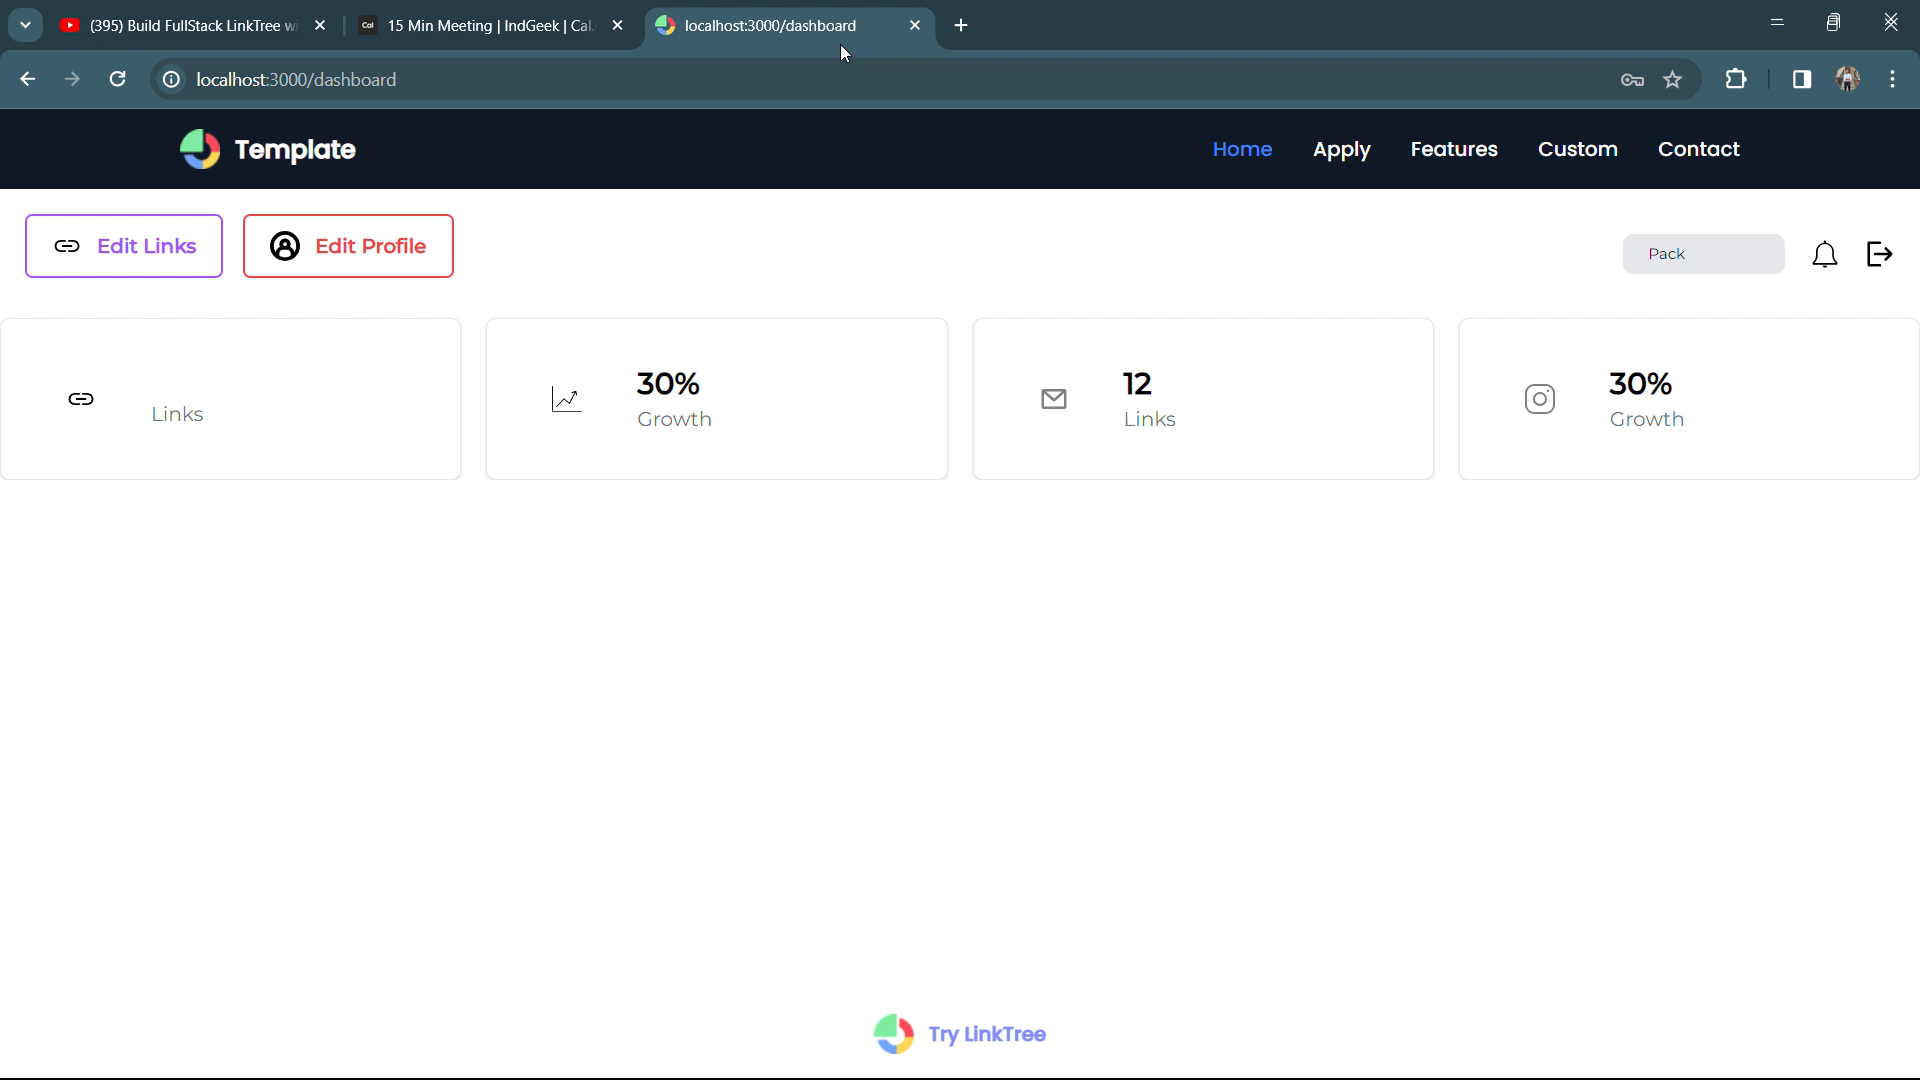 (395) Build FullStack LinkTree wi
Cal
15 Min Meeting | IndGeek | Cal.
localhost:3000/dashboard
localhost:3000/dashboard
Template
Home
Apply
Features
Custom
Contact
Edit Links
Edit Profile
Pack
Links
30%
Growth
12
Links
30%
Growth
Try LinkTree